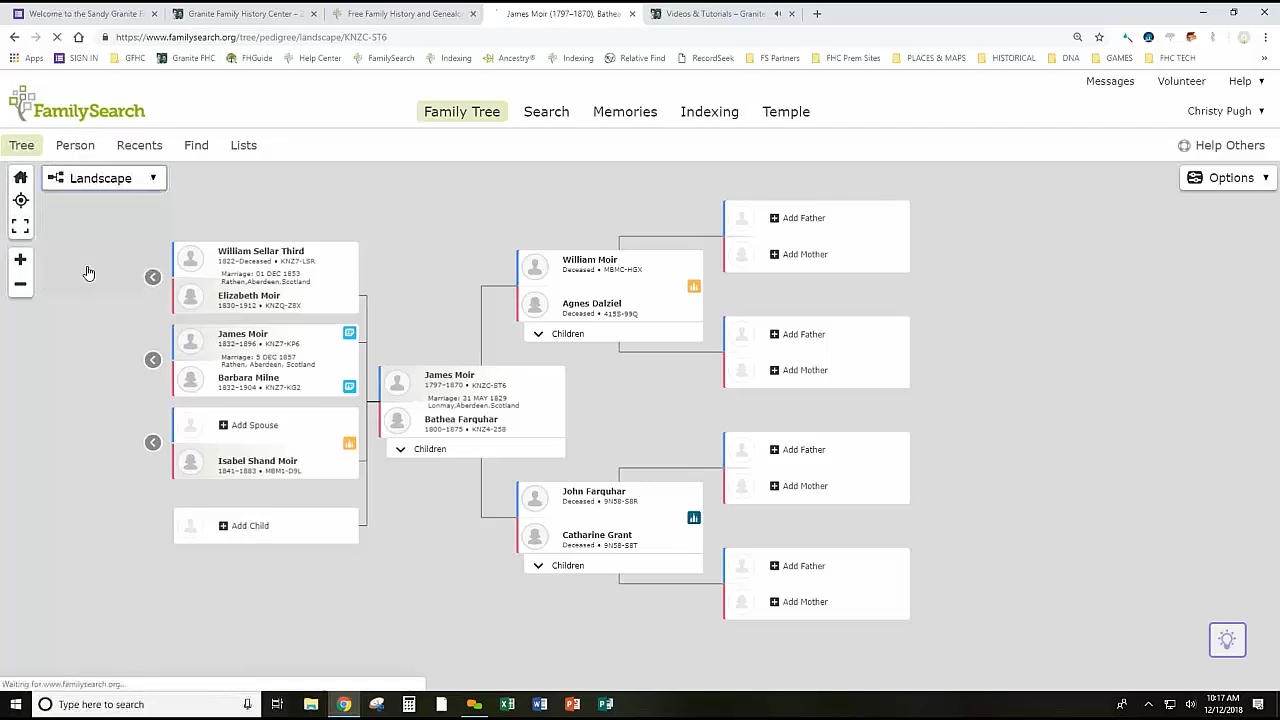 Welcome to the Sandy Granite F
Granite Family History Center – 2
Free Family History and Genealog
James Moir (1797–1870), Bathea
Videos & Tutorials – Granite
https://www.familysearch.org/tree/pedigree/landscape/KNZC-ST6
Apps SIGN IN GFHC Granite FHC FHGuide Help Center FamilySearch Indexing Ancestry® Indexing Relative Find RecordSeek FS Partners FHC Prem Sites PLACES & MAPS HISTORICAL DNA GAMES FHC TECH
Messages Volunteer Help
FamilySearch
Family Tree Search Memories Indexing Temple
Christy Pugh
Tree Person Recents Find Lists
Help Others
Landscape
Options
William Sellar Third
1822–Deceased • KNZ7-LSR
Marriage: 01 DEC 1853
Rathen,Aberdeen,Scotland
Elizabeth Moir
1830–1912 • KNZQ-Z8X
James Moir
1832–1896 • KNZ7-KP6
Marriage: 5 DEC 1857
Rathen, Aberdeen, Scotland
Barbara Milne
1832–1904 • KNZ7-KG2
Add Spouse
Isabel Shand Moir
1841–1883 • MBM1-D9L
Add Child
James Moir
1797–1870 • KNZC-ST6
Marriage: 31 MAY 1829
Lonmay,Aberdeen,Scotland
Bathea Farquhar
1800–1875 • KNZ4-258
Children
William Moir
Deceased • MBMC-HGX
Agnes Dalziel
Deceased • 415S-99Q
Children
John Farquhar
Deceased • 9N58-S8R
Catharine Grant
Deceased • 9N58-S8T
Children
Add Father
Add Mother
Add Father
Add Mother
Add Father
Add Mother
Add Father
Add Mother
Waiting for www.familysearch.org...
Type here to search
10:17 AM
12/12/2018